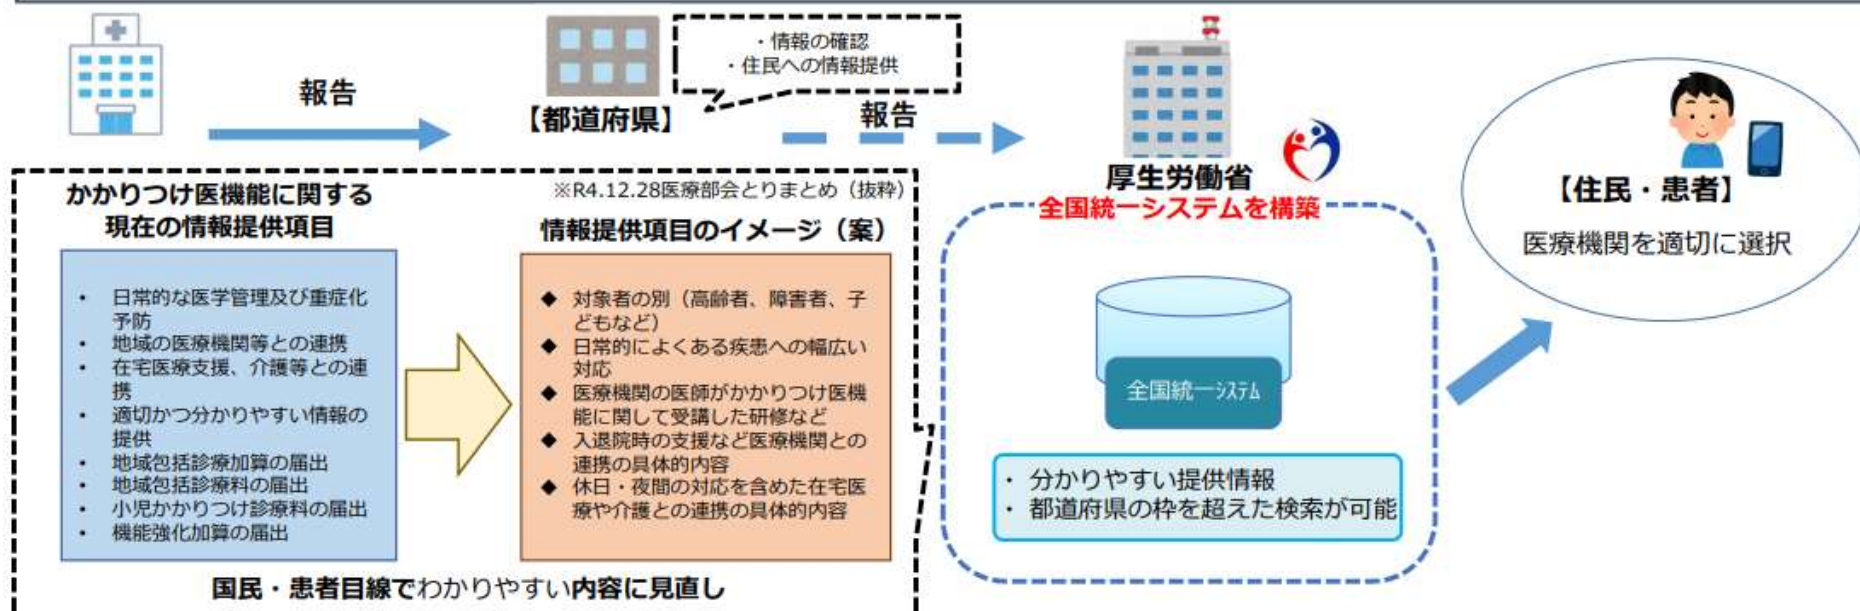 報告
【都道府県】
・情報の確認
・住民への情報提供
報告
厚生労働省
全国統一システムを構築
【住民・患者】
医療機関を適切に選択
かかりつけ医機能に関する
現在の情報提供項目
・ 日常的な医学管理及び重症化
予防
・ 地域の医療機関等との連携
・ 在宅医療支援、介護等との連
携
・ 適切かつ分かりやすい情報の
提供
・ 地域包括診療加算の届出
・ 地域包括診療料の届出
・ 小児かかりつけ診療料の届出
・ 機能強化加算の届出
※R4.12.28医療部会とりまとめ（抜粋）
情報提供項目のイメージ（案）
◆ 対象者の別（高齢者、障害者、子
どもなど）
◆ 日常的によくある疾患への幅広い
対応
◆ 医療機関の医師がかかりつけ医機
能に関して受講した研修など
◆ 入退院時の支援など医療機関との
連携の具体的内容
◆ 休日・夜間の対応を含めた在宅医
療や介護との連携の具体的内容
国民・患者目線でわかりやすい内容に見直し
全国統一ｼｽﾃﾑ
・ 分かりやすい提供情報
・ 都道府県の枠を超えた検索が可能